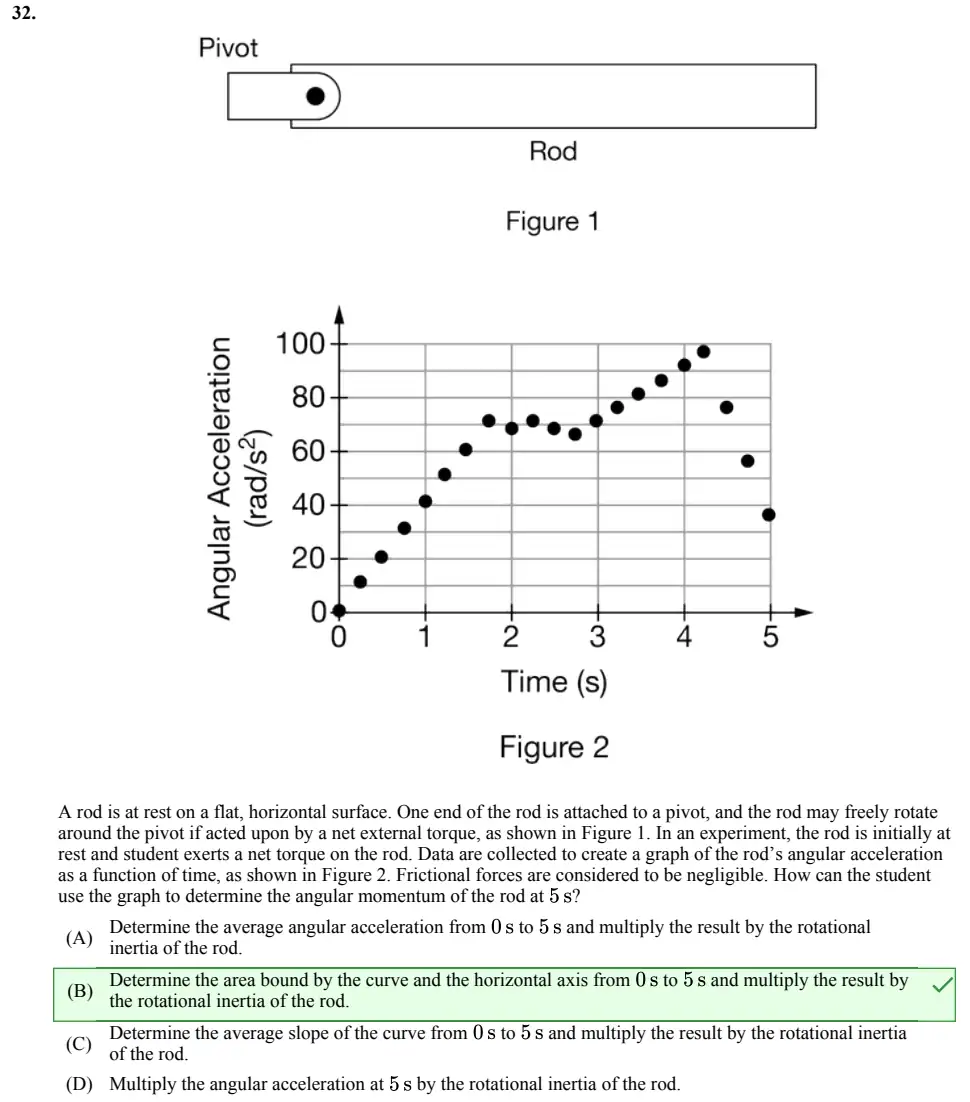 32.
Pivot
Rod
Figure 1
Angular Acceleration
(rad/s²)
100
80
60
40
20
0
0 1 2 3 4 5
Time (s)
Figure 2
A rod is at rest on a flat, horizontal surface. One end of the rod is attached to a pivot, and the rod may freely rotate
around the pivot if acted upon by a net external torque, as shown in Figure 1. In an experiment, the rod is initially at
rest and student exerts a net torque on the rod. Data are collected to create a graph of the rod’s angular acceleration
as a function of time, as shown in Figure 2. Frictional forces are considered to be negligible. How can the student
use the graph to determine the angular momentum of the rod at 5 s?
(A) Determine the average angular acceleration from 0 s to 5 s and multiply the result by the rotational
inertia of the rod.
(B) Determine the area bound by the curve and the horizontal axis from 0 s to 5 s and multiply the result by
the rotational inertia of the rod.
(C) Determine the average slope of the curve from 0 s to 5 s and multiply the result by the rotational inertia
of the rod.
(D) Multiply the angular acceleration at 5 s by the rotational inertia of the rod.